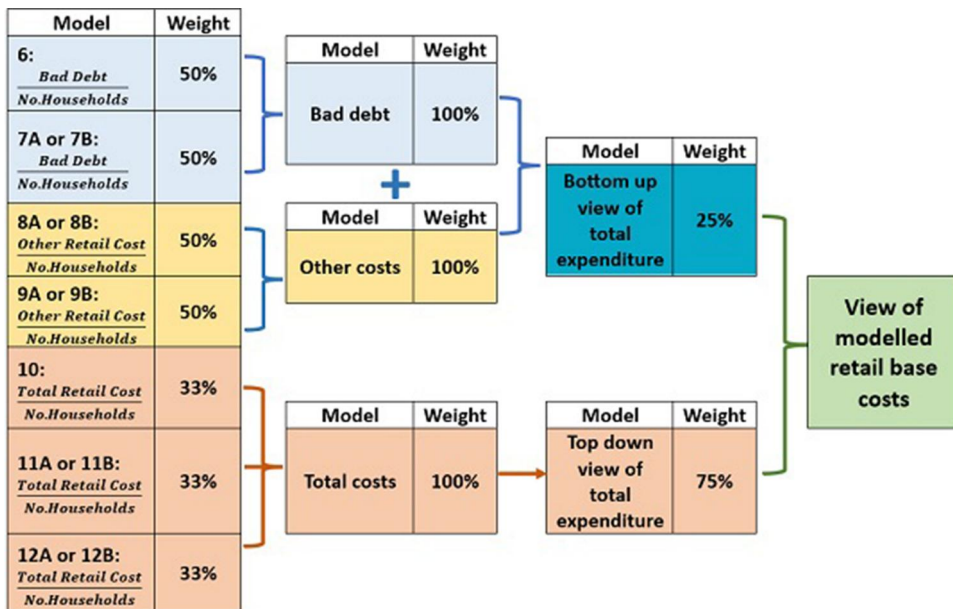 Model Weight
6:
Bad Debt
No.Households
50%
7A or 7B:
Bad Debt
No.Households
50%
8A or 8B:
Other Retail Cost
No.Households
50%
9A or 9B:
Other Retail Cost
No.Households
50%
10:
Total Retail Cost
No.Households
33%
11A or 11B:
Total Retail Cost
No.Households
33%
12A or 12B:
Total Retail Cost
No.Households
33%
Model Weight
Bad debt 100%
+
Model Weight
Other costs 100%
Model Weight
Total costs 100%
Model Weight
Bottom up
view of
total
expenditure
25%
Model Weight
Top down
view of
total
expenditure
75%
View of
modelled
retail base
costs